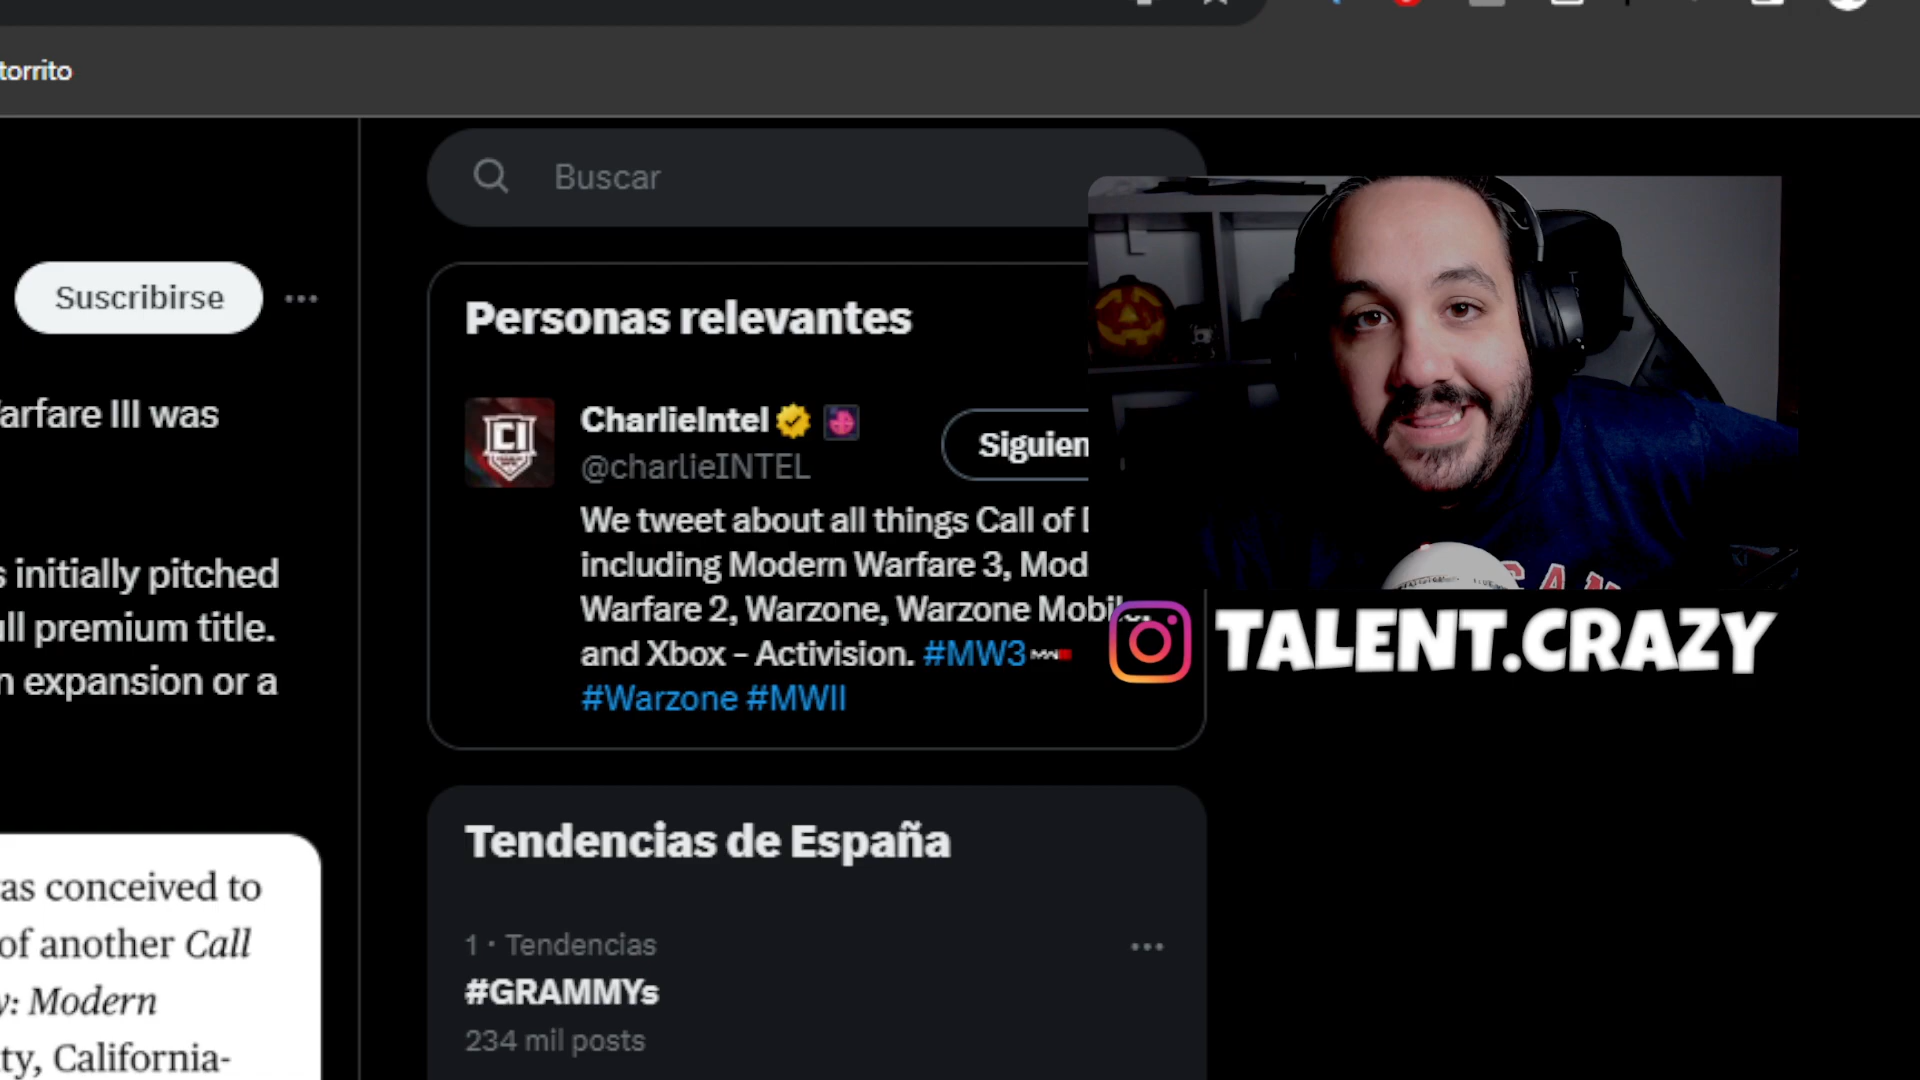 torrito
Buscar
Suscribirse
Personas relevantes
arfare III was
CI
CharlieIntel
@charlieINTEL
Siguien
We tweet about all things Call of
including Modern Warfare 3, Mod
Warfare 2, Warzone, Warzone Mobile,
and Xbox – Activision. #MW3
#Warzone #MWII
s initially pitched
ull premium title.
n expansion or a
TALENT.CRAZY
Tendencias de España
as conceived to
of another Call
y: Modern
ty, California-
1 · Tendencias
#GRAMMYs
234 mil posts